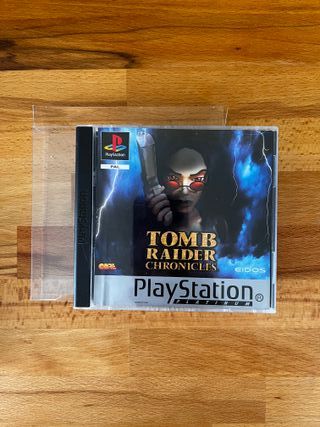 PlayStation
PAL
TOMB
RAIDER
CHRONICLES
CORE
EIDOS
PlayStation
PLATINUM